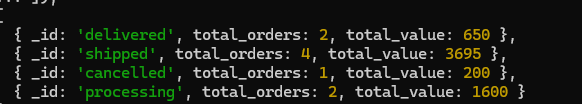 [
{ _id: 'delivered', total_orders: 2, total_value: 650 },
{ _id: 'shipped', total_orders: 4, total_value: 3695 },
{ _id: 'cancelled', total_orders: 1, total_value: 200 },
{ _id: 'processing', total_orders: 2, total_value: 1600 }